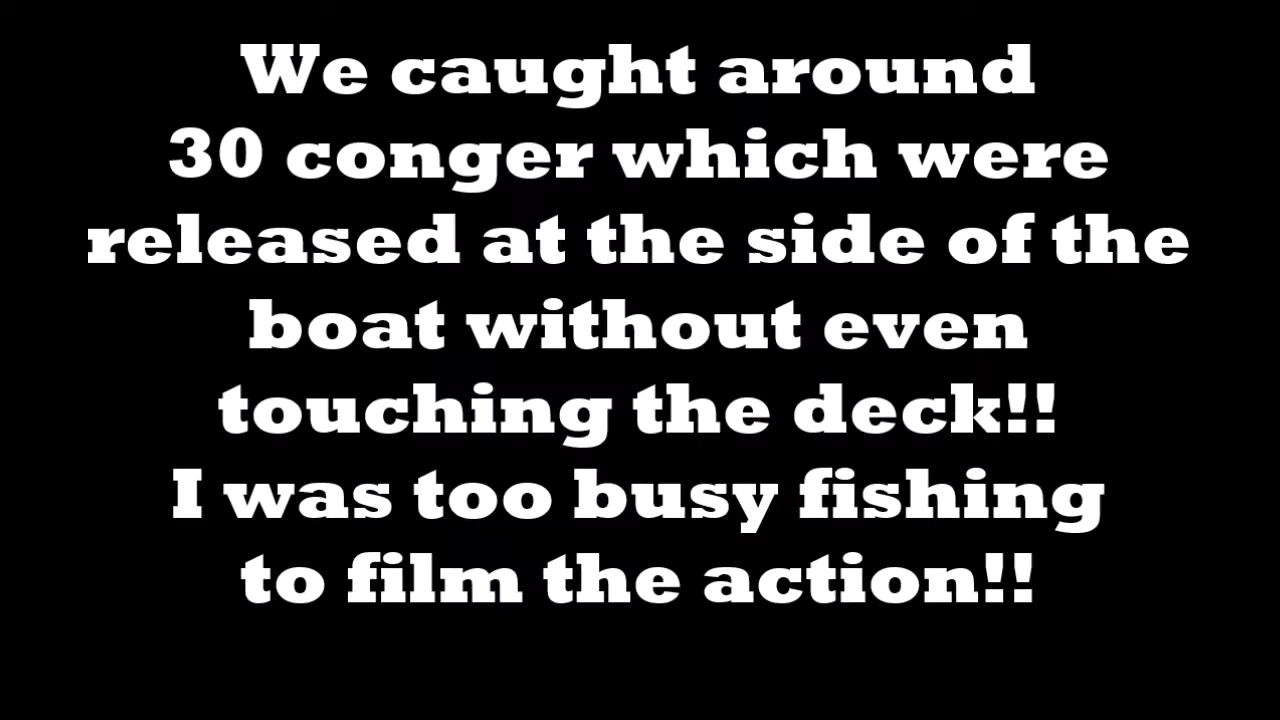 We caught around
30 conger which were
released at the side of the
boat without even
touching the deck!!
I was too busy fishing
to film the action!!